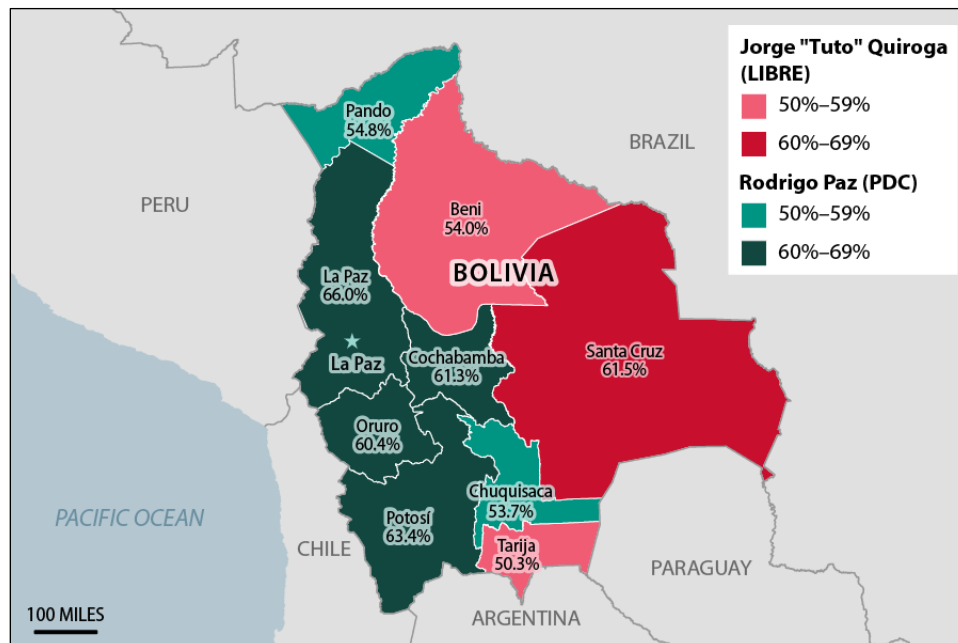 Jorge "Tuto" Quiroga
(LIBRE)
50%–59%
60%–69%
Rodrigo Paz (PDC)
50%–59%
60%–69%
BRAZIL
PERU
Pando
54.8%
Beni
54.0%
BOLIVIA
La Paz
66.0%
La Paz
Cochabamba
61.3%
Santa Cruz
61.5%
Oruro
60.4%
Chuquisaca
53.7%
Potosí
63.4%
Tarija
50.3%
PACIFIC OCEAN
CHILE
PARAGUAY
ARGENTINA
100 MILES